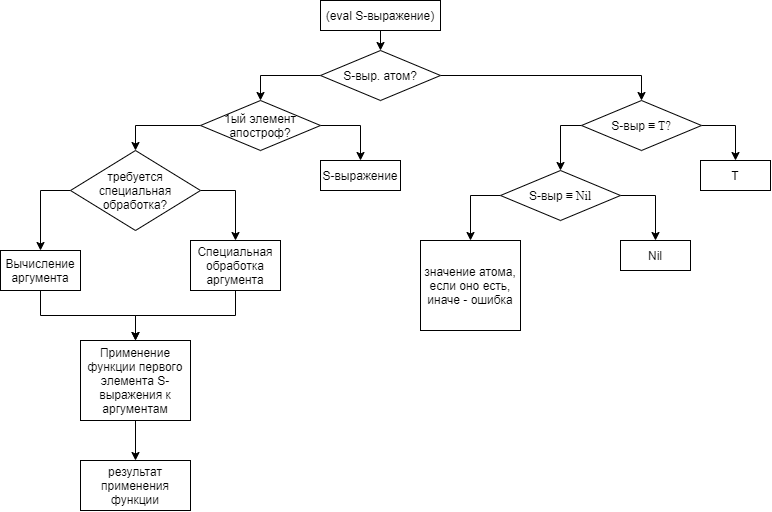 (eval S-выражение)
S-выр. атом?
1ый элемент
апостроф?
S-выр ≡ T?
требуется
специальная
обработка?
S-выражение
T
S-выр ≡ Nil
Вычисление
аргумента
Специальная
обработка
аргумента
значение атома,
если оно есть,
иначе - ошибка
Nil
Применение
функции первого
элемента S-
выражения к
аргументам
результат
применения
функции